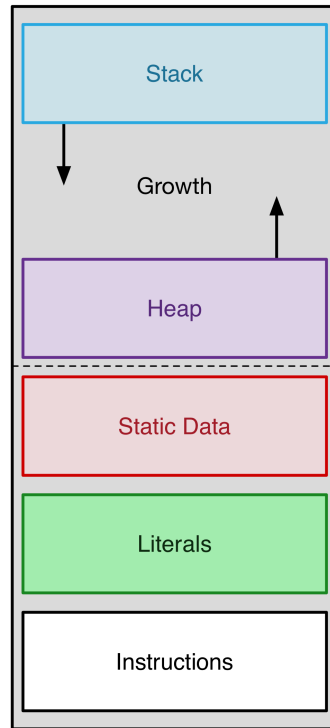 Stack
Growth
Heap
Static Data
Literals
Instructions